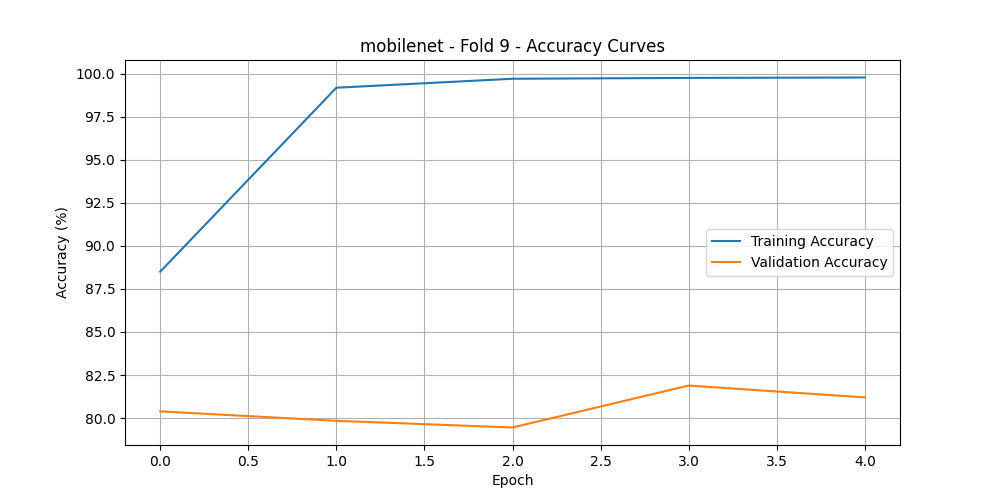 mobilenet - Fold 9 - Accuracy Curves
Accuracy (%)
100.0
97.5
95.0
92.5
90.0
87.5
85.0
82.5
80.0
Training Accuracy
Validation Accuracy
0.0 0.5 1.0 1.5 2.0 2.5 3.0 3.5 4.0
Epoch